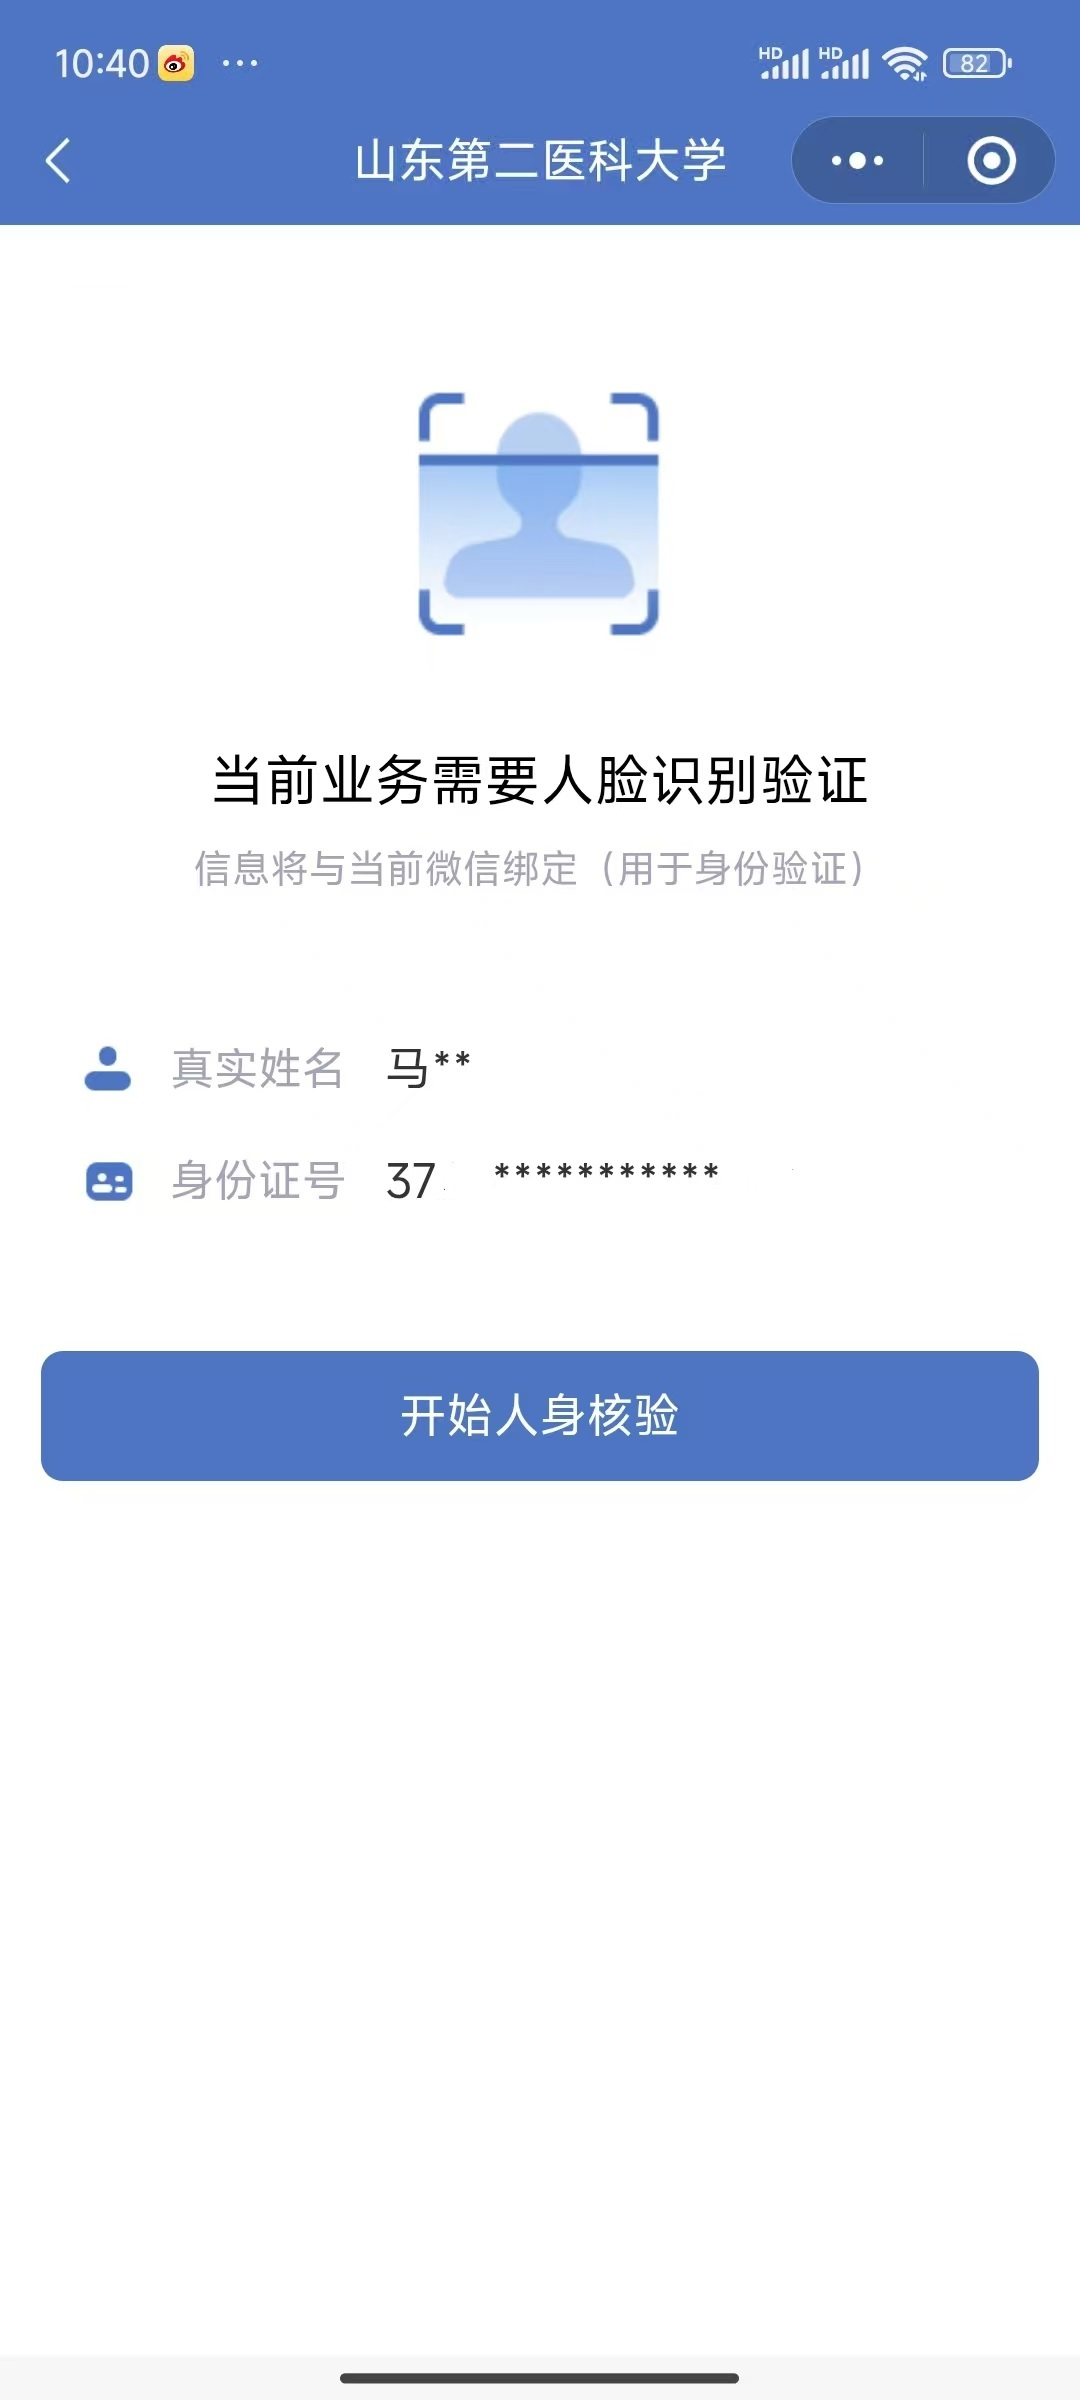 10:40 ... HD HD 82
山东第二医科大学
当前业务需要人脸识别验证
信息将与当前微信绑定（用于身份验证）
真实姓名 马**
身份证号 37 ***********
开始人身核验